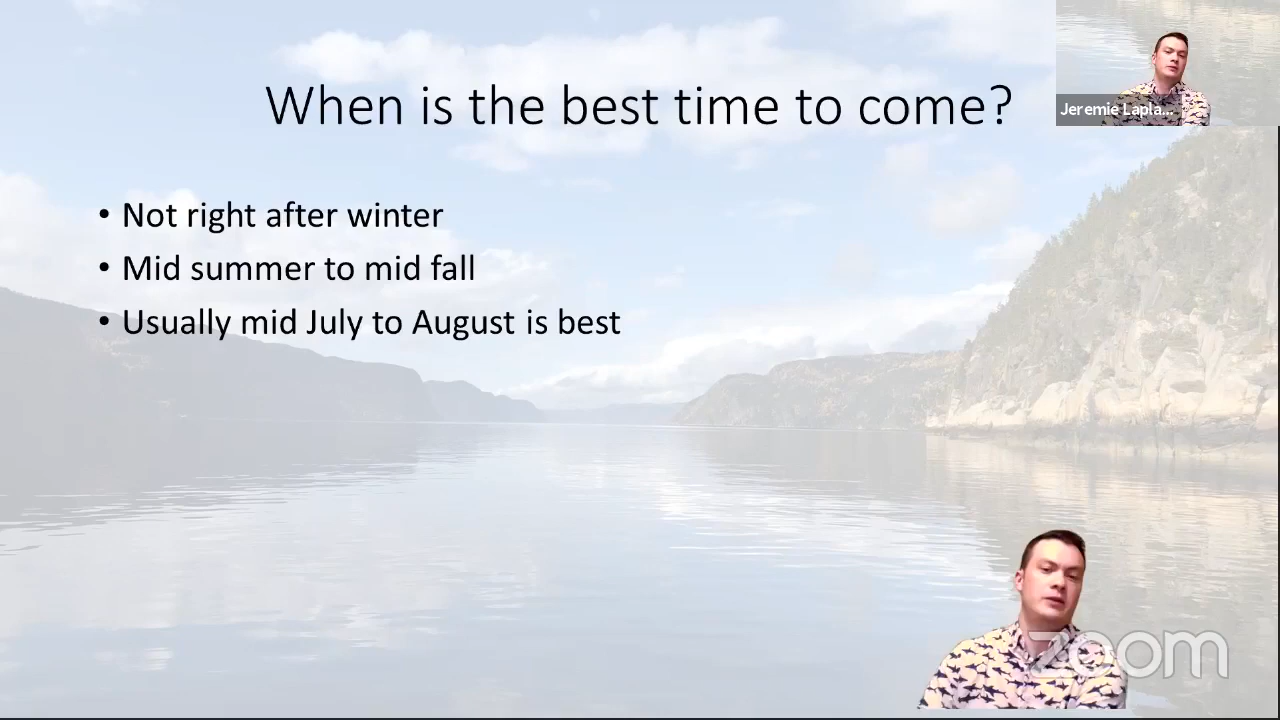 When is the best time to come?
Jeremie Lapla...
• Not right after winter
• Mid summer to mid fall
• Usually mid July to August is best
zoom